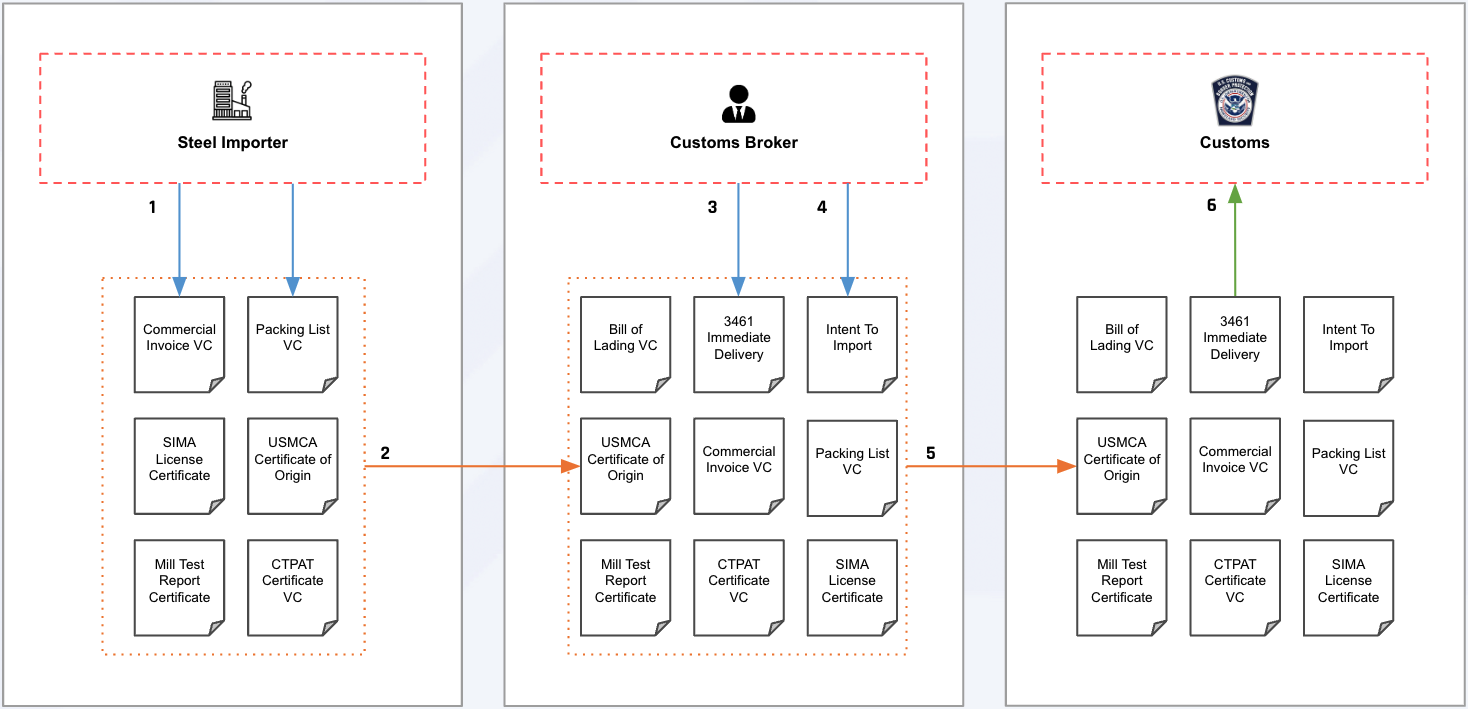 Steel Importer
1
Commercial
Invoice VC
Packing List
VC
SIMA
License
Certificate
USMCA
Certificate of
Origin
Mill Test
Report
Certificate
CTPAT
Certificate
VC
2
Customs Broker
3
4
Bill of
Lading VC
3461
Immediate
Delivery
Intent To
Import
USMCA
Certificate of
Origin
Commercial
Invoice VC
Packing List
VC
Mill Test
Report
Certificate
CTPAT
Certificate
VC
SIMA
License
Certificate
5
U.S. CUSTOMS AND
BORDER PROTECTION
Customs
6
Bill of
Lading VC
3461
Immediate
Delivery
Intent To
Import
USMCA
Certificate of
Origin
Commercial
Invoice VC
Packing List
VC
Mill Test
Report
Certificate
CTPAT
Certificate
VC
SIMA
License
Certificate